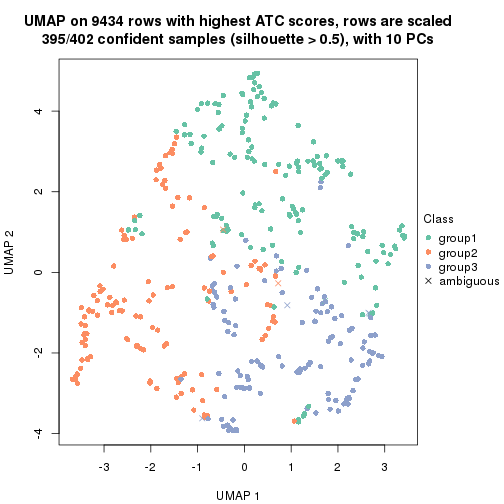 UMAP on 9434 rows with highest ATC scores, rows are scaled
395/402 confident samples (silhouette > 0.5), with 10 PCs
4
2
0
-2
-4
UMAP 2
-3
-2
-1
0
1
2
3
UMAP 1
Class
group1
group2
group3
ambiguous